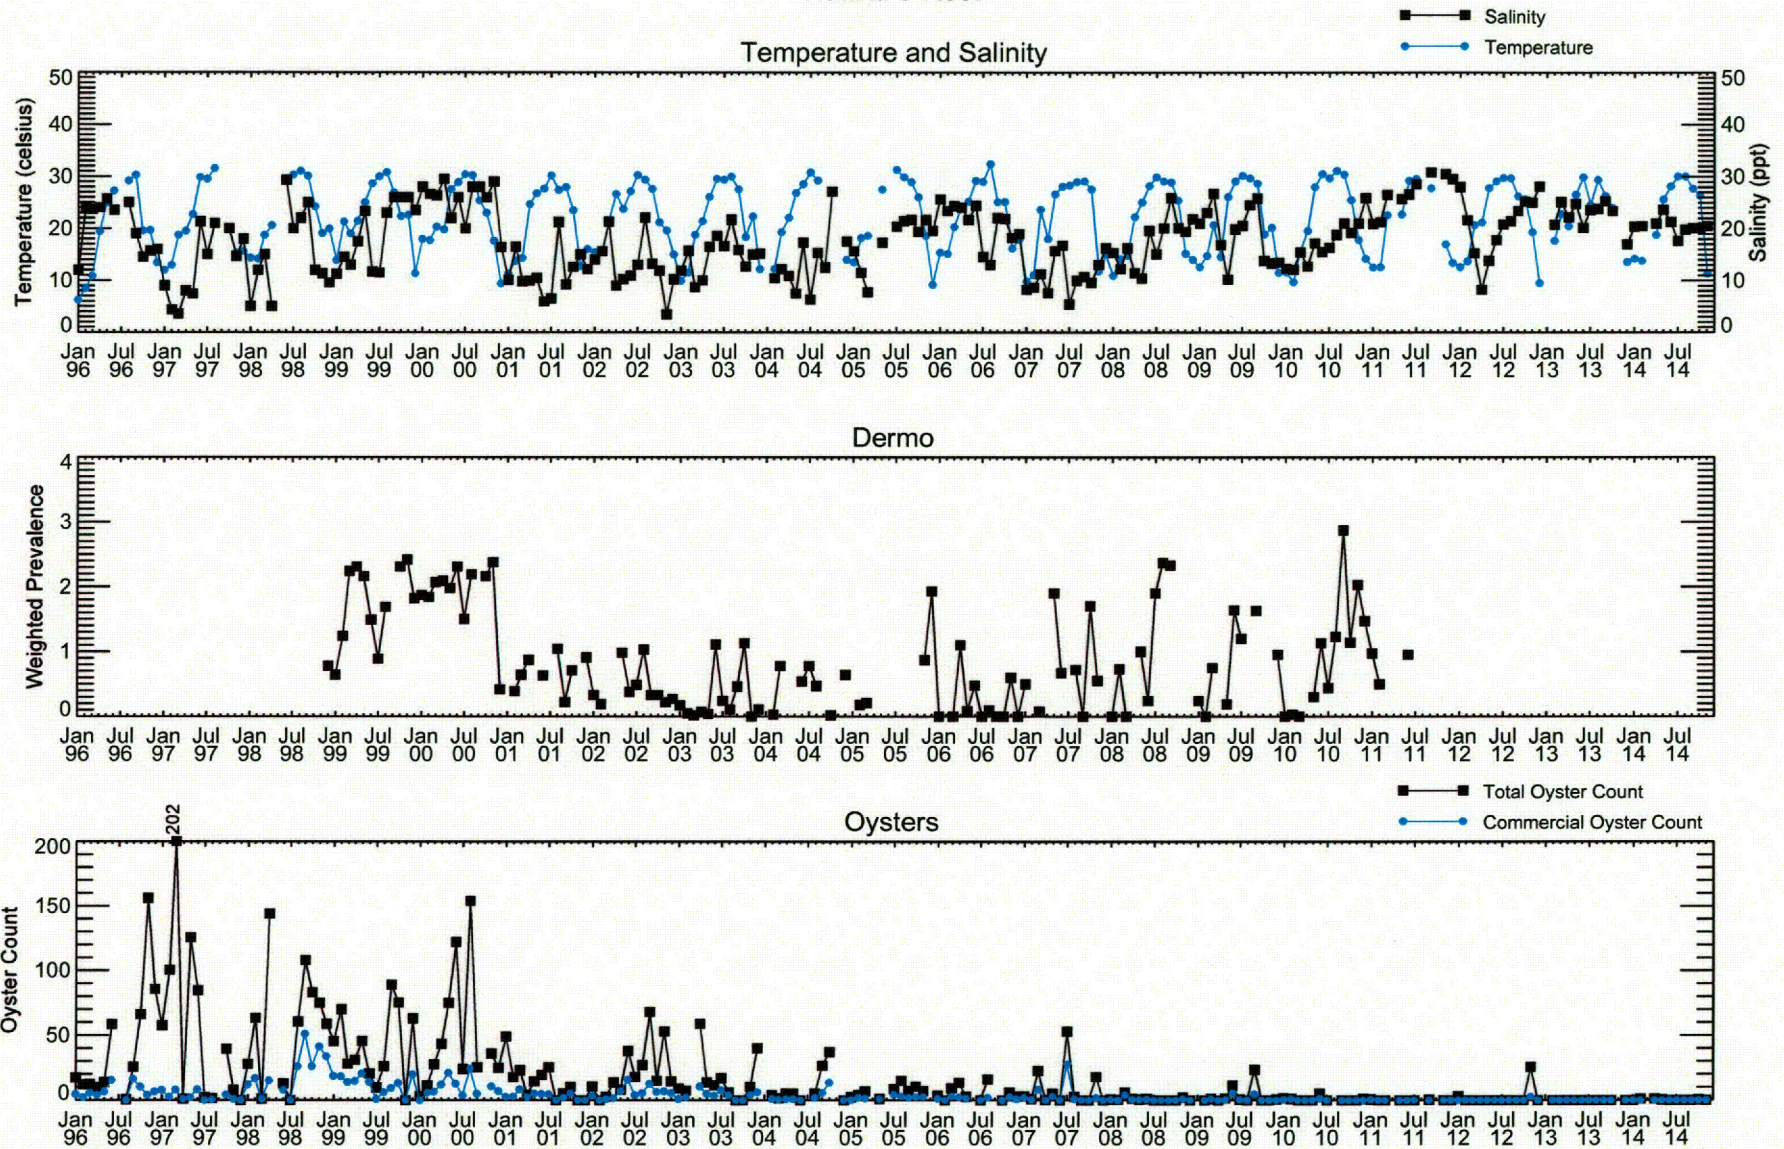 Salinity
Temperature and Salinity
Temperature
50 50
40 40
30 30
20 20
10 10
0 0
Temperature (celsius)
Salinity (ppt)
Jan Jul Jan Jul Jan Jul Jan Jul Jan Jul Jan Jul Jan Jul Jan Jul Jan Jul Jan Jul Jan Jul Jan Jul Jan Jul Jan Jul Jan Jul Jan Jul Jan Jul Jan Jul Jan Jul
96 96 97 97 98 98 99 99 00 00 01 01 02 02 03 03 04 04 05 05 06 06 07 07 08 08 09 09 10 10 11 11 12 12 13 13 14 14
Dermo
4
3
2
1
0
Weighted Prevalence
Jan Jul Jan Jul Jan Jul Jan Jul Jan Jul Jan Jul Jan Jul Jan Jul Jan Jul Jan Jul Jan Jul Jan Jul Jan Jul Jan Jul Jan Jul Jan Jul Jan Jul Jan Jul Jan Jul
96 96 97 97 98 98 99 99 00 00 01 01 02 02 03 03 04 04 05 05 06 06 07 07 08 08 09 09 10 10 11 11 12 12 13 13 14 14
Total Oyster Count
Oysters
Commercial Oyster Count
202
200
150
100
50
0
Oyster Count
Jan Jul Jan Jul Jan Jul Jan Jul Jan Jul Jan Jul Jan Jul Jan Jul Jan Jul Jan Jul Jan Jul Jan Jul Jan Jul Jan Jul Jan Jul Jan Jul Jan Jul Jan Jul Jan Jul
96 96 97 97 98 98 99 99 00 00 01 01 02 02 03 03 04 04 05 05 06 06 07 07 08 08 09 09 10 10 11 11 12 12 13 13 14 14